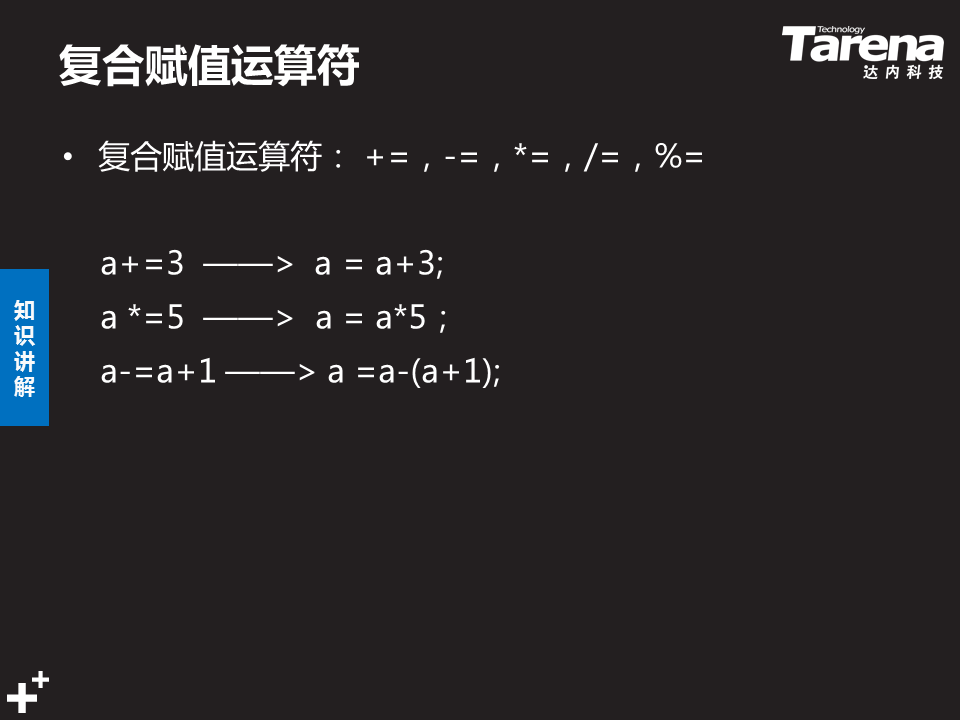 复合赋值运算符
Technology
Tarena
达内科技
• 复合赋值运算符： +=，-=，*=，/=，%=
a+=3 ——> a = a+3;
a *=5 ——> a = a*5；
a-=a+1 ——> a =a-(a+1);
知
识
讲
解
++